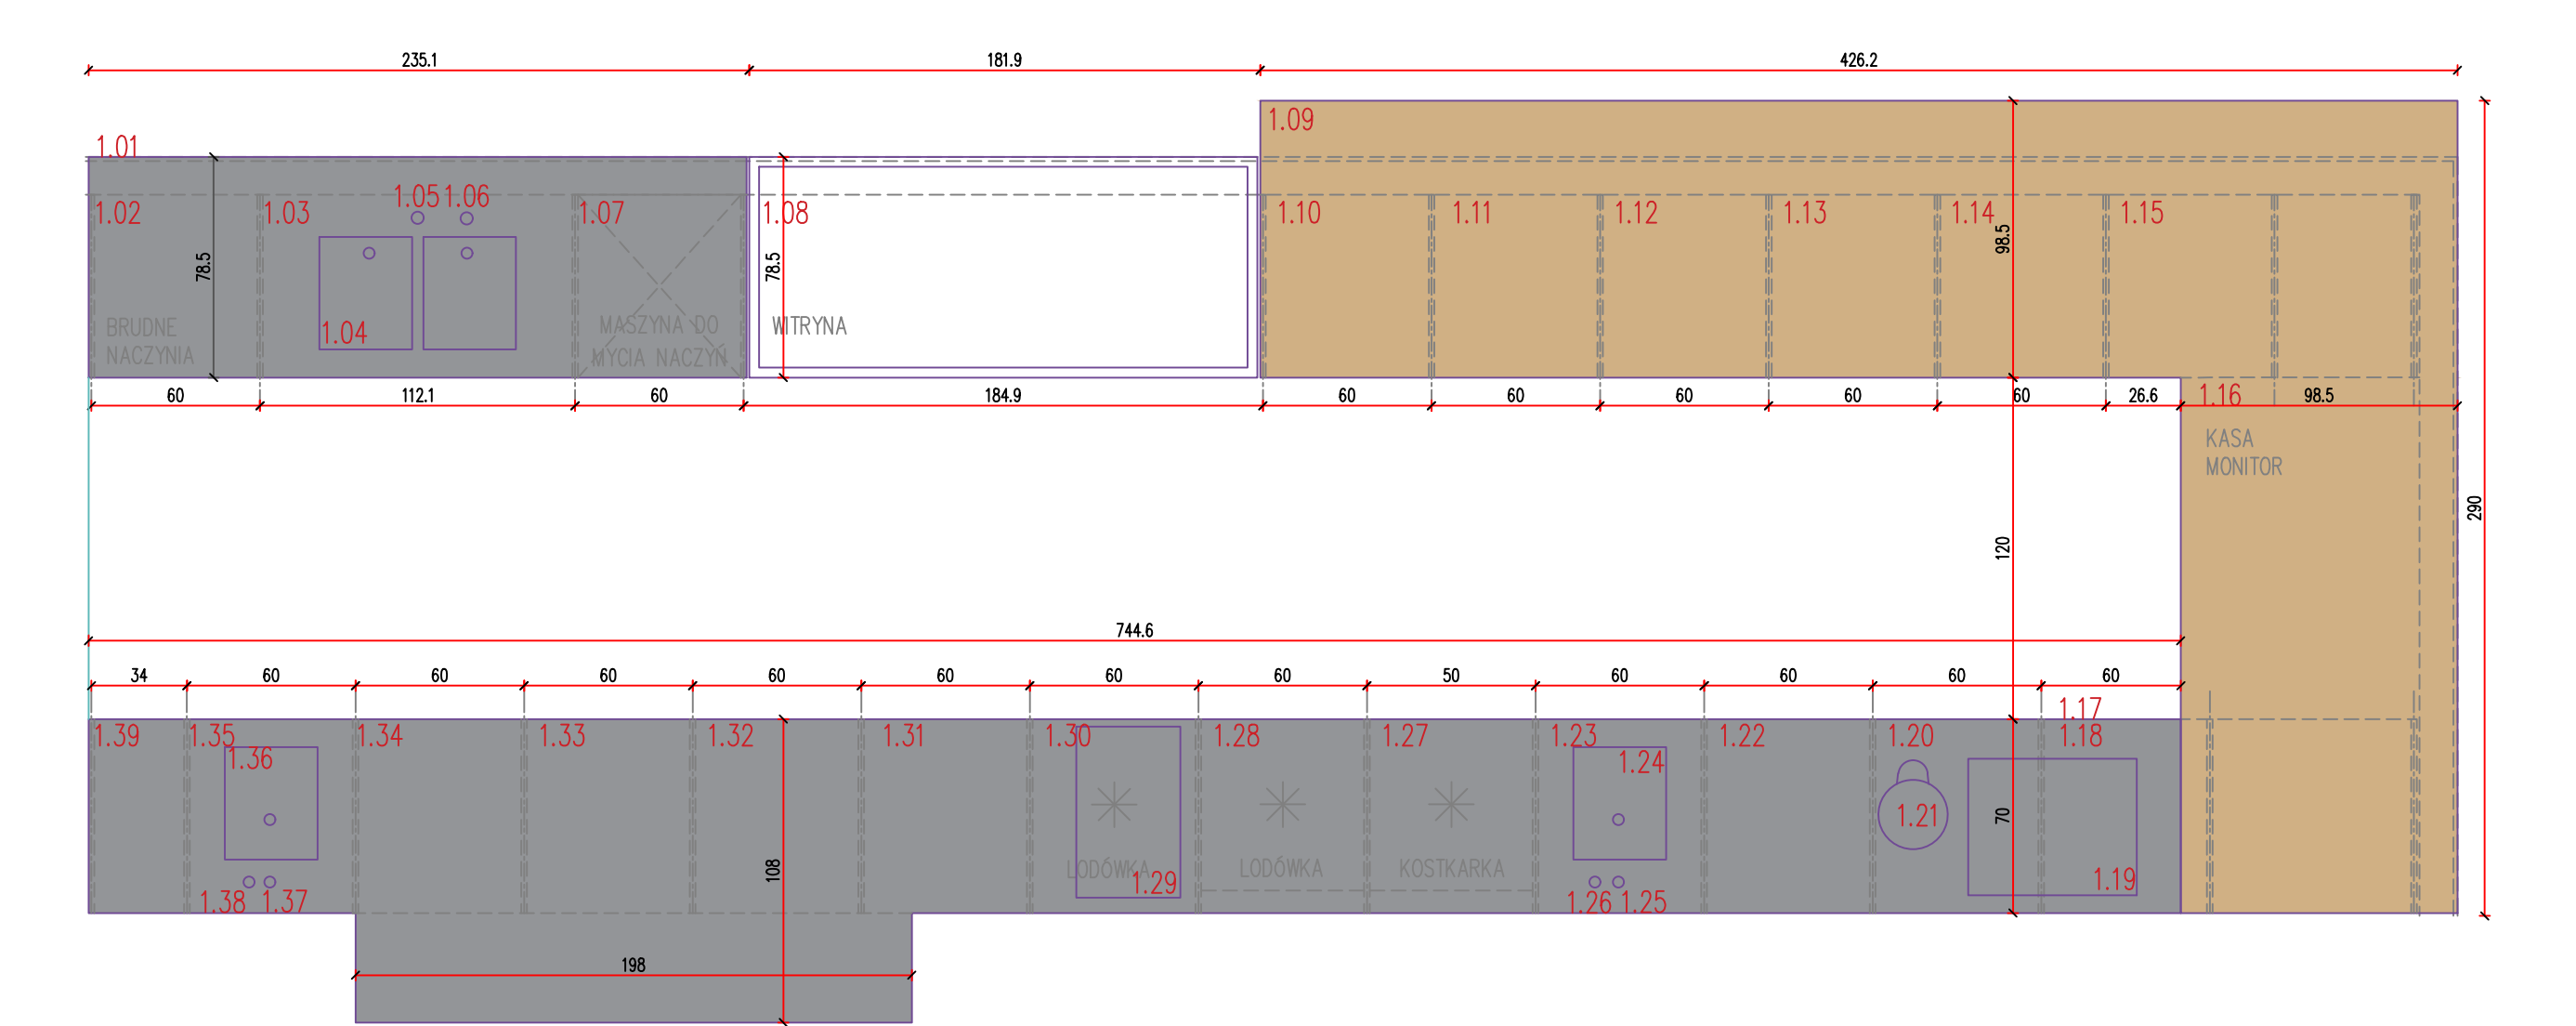 235.1 181.9 426.2
1.09
1.01
1.05 1.06
1.02 1.03 1.07 1.08 1.10 1.11 1.12 1.13 1.14 1.15
78.5 78.5 98.5
1.04
BRUDNE
NACZYNIA
MASZYNA DO
MYCIA NACZYŃ
WITRYNA
60 112.1 60 184.9 60 60 60 60 60 26.6 98.5
1.16
KASA
MONITOR
290
120
744.6
34 60 60 60 60 60 60 60 50 60 60 60 60
1.17
1.39 1.35 1.34 1.33 1.32 1.31 1.30 1.28 1.27 1.23 1.22 1.20 1.18
1.36 1.24
1.21
70
108
LODÓWKA LODÓWKA KOSTKARKA
1.29 1.19
1.38 1.37 1.26 1.25
198